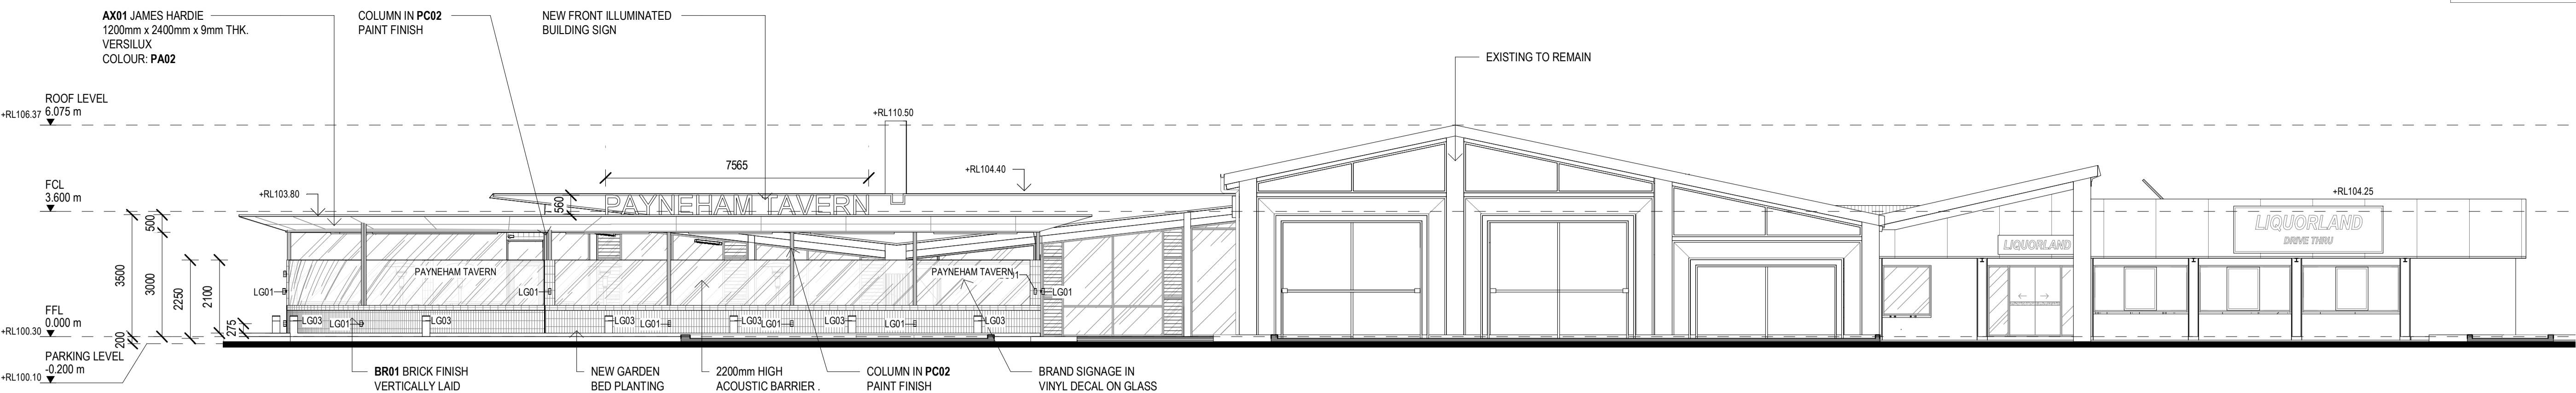 AX01 JAMES HARDIE
1200mm x 2400mm x 9mm THK.
VERSILUX
COLOUR: PA02
COLUMN IN PC02
PAINT FINISH
NEW FRONT ILLUMINATED
BUILDING SIGN
EXISTING TO REMAIN
ROOF LEVEL
6.075 m
+RL106.37
+RL110.50
7565
+RL104.40
FCL
3.600 m
+RL103.80
+RL104.25
560
PAYNEHAM TAVERN
500
3500
3000
2250
2100
275
200
LIQUORLAND
DRIVE THRU
LIQUORLAND
PAYNEHAM TAVERN
PAYNEHAM TAVERN
LG01
LG01
LG01
FFL
0.000 m
+RL100.30
LG03
LG01
LG03
LG03
LG01
LG03
LG01
LG03
LG01
LG03
PARKING LEVEL
-0.200 m
+RL100.10
BR01 BRICK FINISH
VERTICALLY LAID
NEW GARDEN
BED PLANTING
2200mm HIGH
ACOUSTIC BARRIER .
COLUMN IN PC02
PAINT FINISH
BRAND SIGNAGE IN
VINYL DECAL ON GLASS